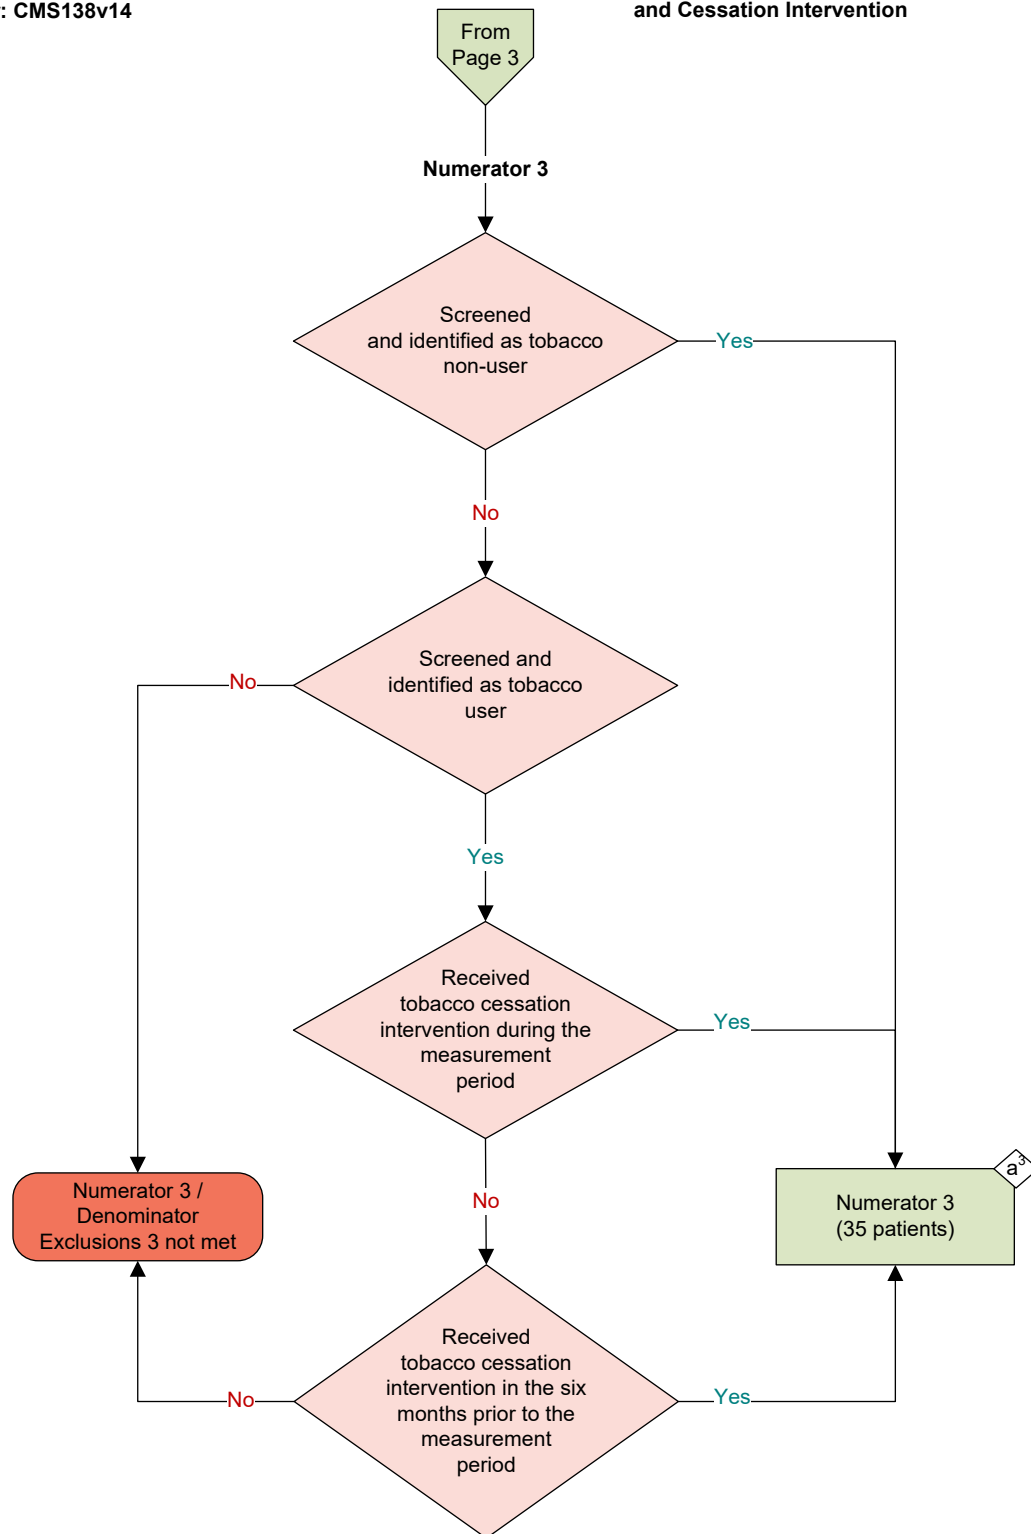 : CMS138v14
and Cessation Intervention
From
Page 3
Numerator 3
Screened
and identified as tobacco
non-user
Yes
No
Screened and
identified as tobacco
user
No
Yes
Received
tobacco cessation
intervention during the
measurement
period
Yes
No
Numerator 3 /
Denominator
Exclusions 3 not met
a³
Numerator 3
(35 patients)
Received
tobacco cessation
intervention in the six
months prior to the
measurement
period
No
Yes